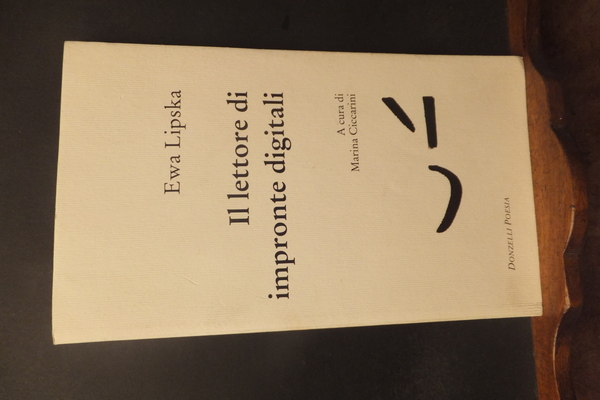 Ewa Lipska
Il lettore di
impronte digitali
A cura di
Marina Ciccarini
DONZELLI POESIA